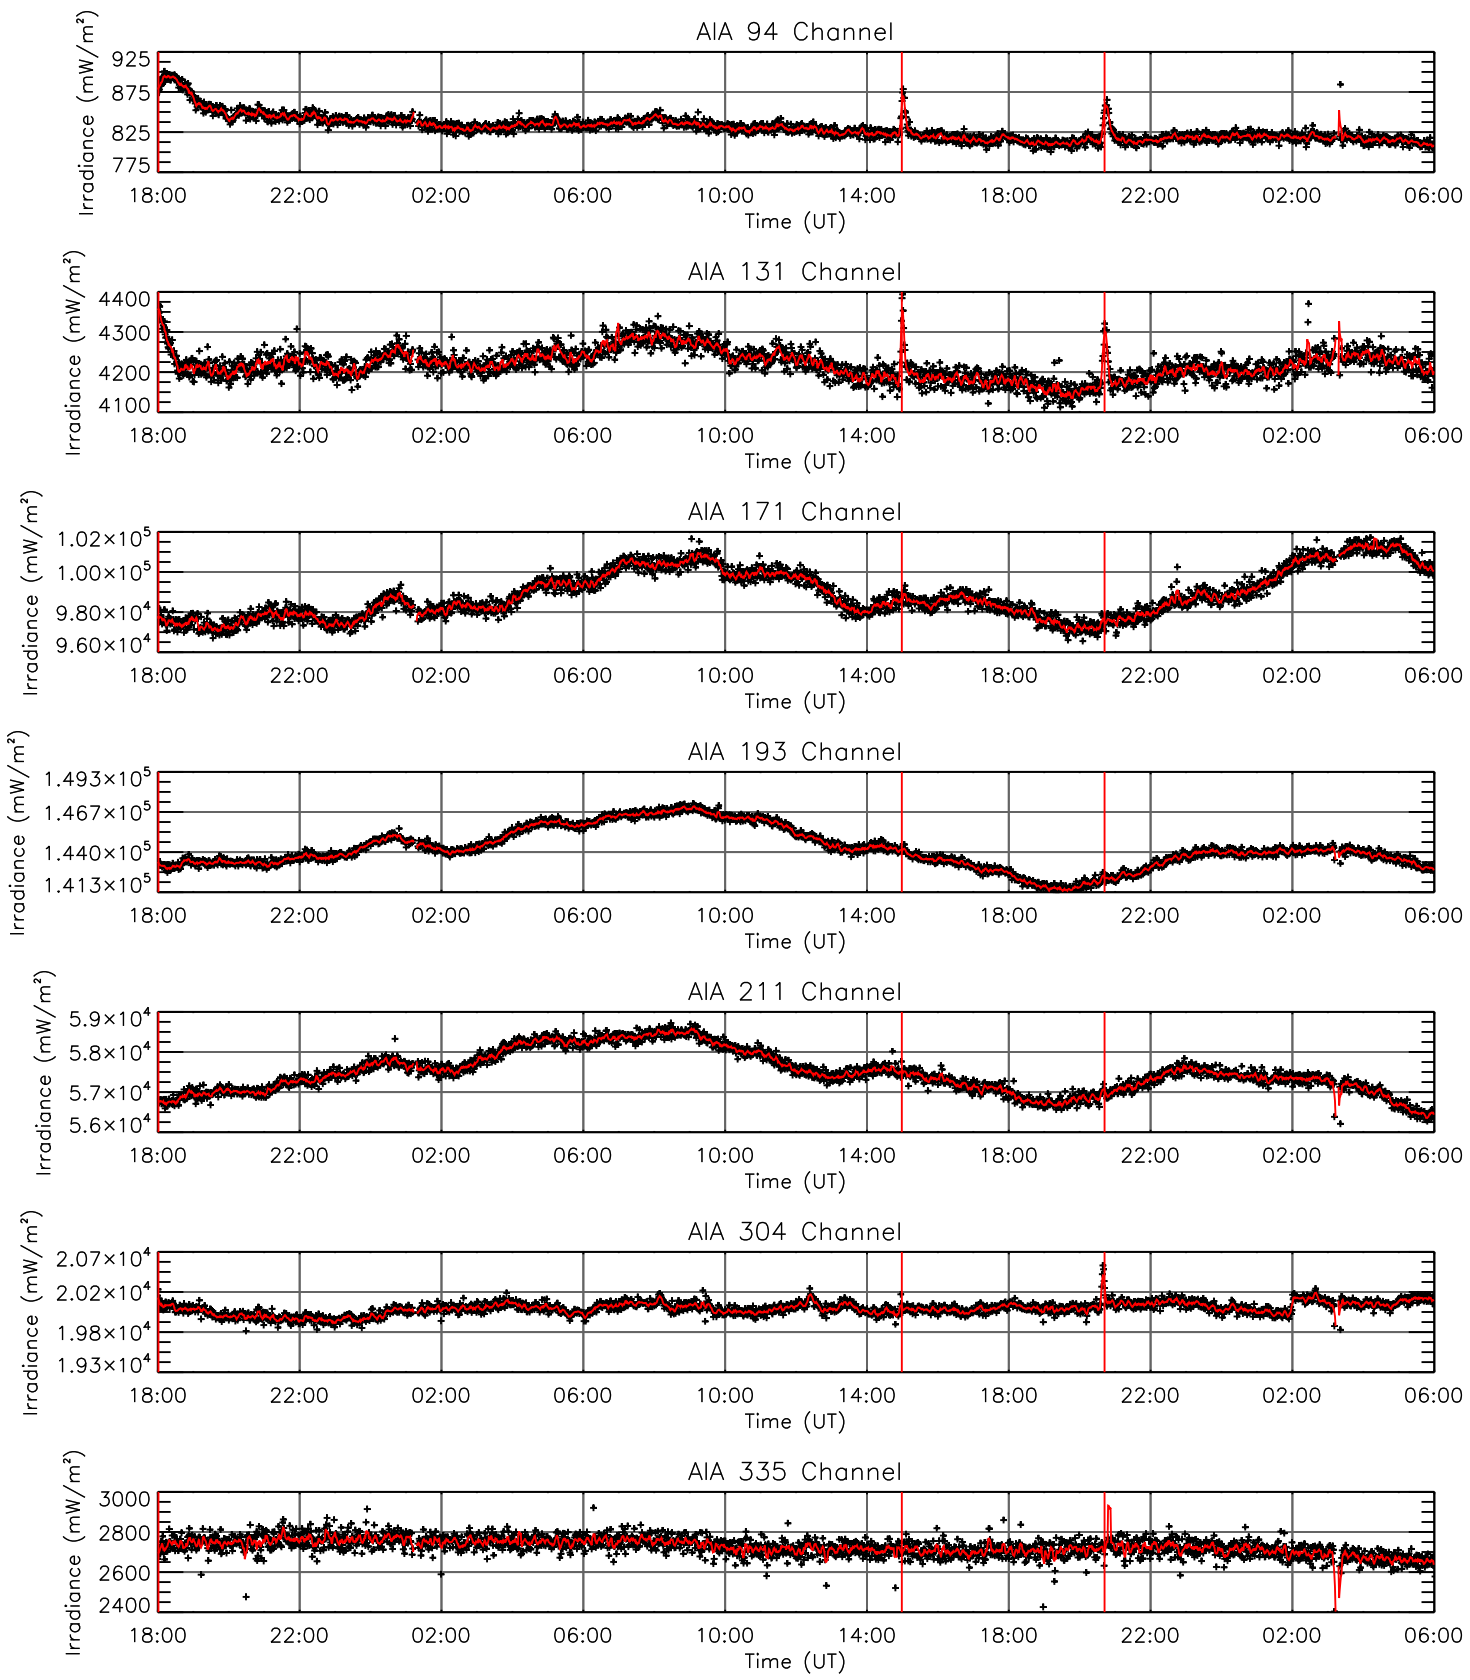 AIA 94 Channel
Irradiance (mW/m²)
925
875
825
775
18:00 22:00 02:00 06:00 10:00 14:00 18:00 22:00 02:00 06:00
Time (UT)
AIA 131 Channel
Irradiance (mW/m²)
4400
4300
4200
4100
18:00 22:00 02:00 06:00 10:00 14:00 18:00 22:00 02:00 06:00
Time (UT)
AIA 171 Channel
Irradiance (mW/m²)
1.02×10⁵
1.00×10⁵
9.80×10⁴
9.60×10⁴
18:00 22:00 02:00 06:00 10:00 14:00 18:00 22:00 02:00 06:00
Time (UT)
AIA 193 Channel
Irradiance (mW/m²)
1.493×10⁵
1.467×10⁵
1.440×10⁵
1.413×10⁵
18:00 22:00 02:00 06:00 10:00 14:00 18:00 22:00 02:00 06:00
Time (UT)
AIA 211 Channel
Irradiance (mW/m²)
5.9×10⁴
5.8×10⁴
5.7×10⁴
5.6×10⁴
18:00 22:00 02:00 06:00 10:00 14:00 18:00 22:00 02:00 06:00
Time (UT)
AIA 304 Channel
Irradiance (mW/m²)
2.07×10⁴
2.02×10⁴
1.98×10⁴
1.93×10⁴
18:00 22:00 02:00 06:00 10:00 14:00 18:00 22:00 02:00 06:00
Time (UT)
AIA 335 Channel
Irradiance (mW/m²)
3000
2800
2600
2400
18:00 22:00 02:00 06:00 10:00 14:00 18:00 22:00 02:00 06:00
Time (UT)